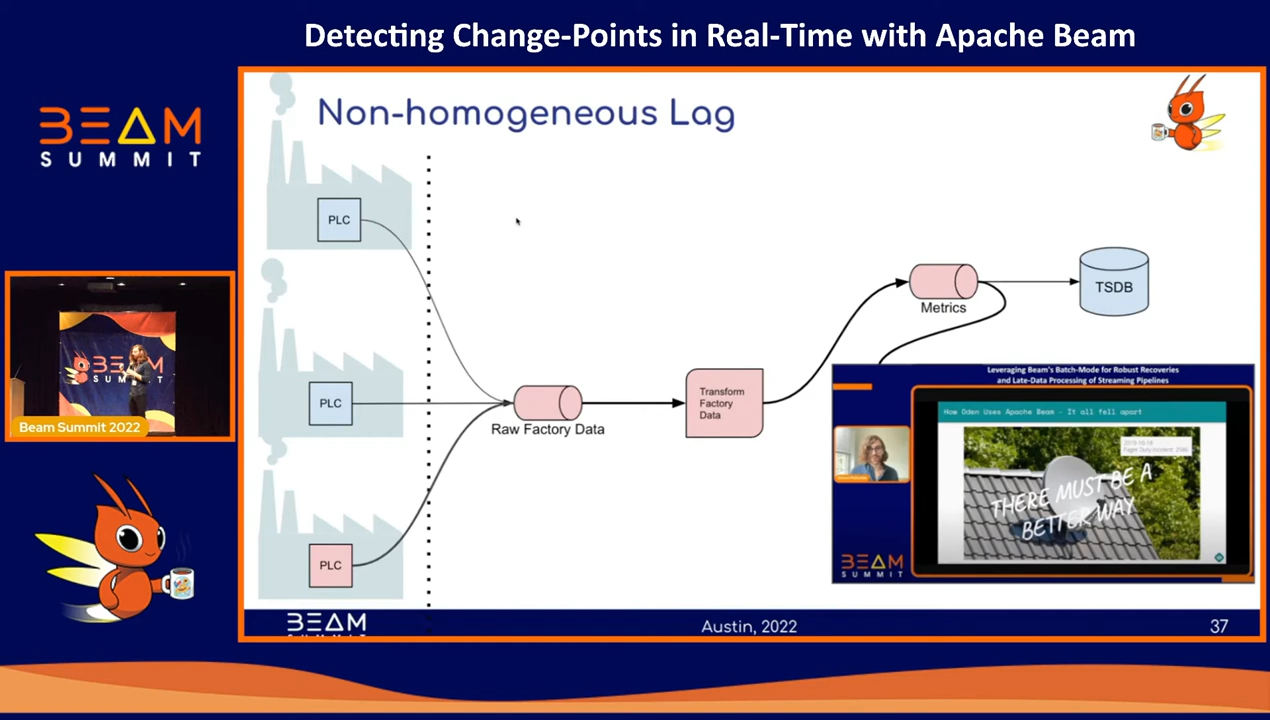 Detecting Change-Points in Real-Time with Apache Beam
BEAM
SUMMIT
Non-homogeneous Lag
PLC
PLC
PLC
Raw Factory Data
Transform
Factory
Data
Metrics
TSDB
Leveraging Beam's Batch-Mode for Robust Recoveries
and Late-Data Processing of Streaming Pipelines
How Oden Uses Apache Beam - It all fell apart
THERE MUST BE A
BETTER WAY
BEAM
SUMMIT
BEAM
SUMMIT
Beam Summit 2022
BEAM
Austin, 2022
37